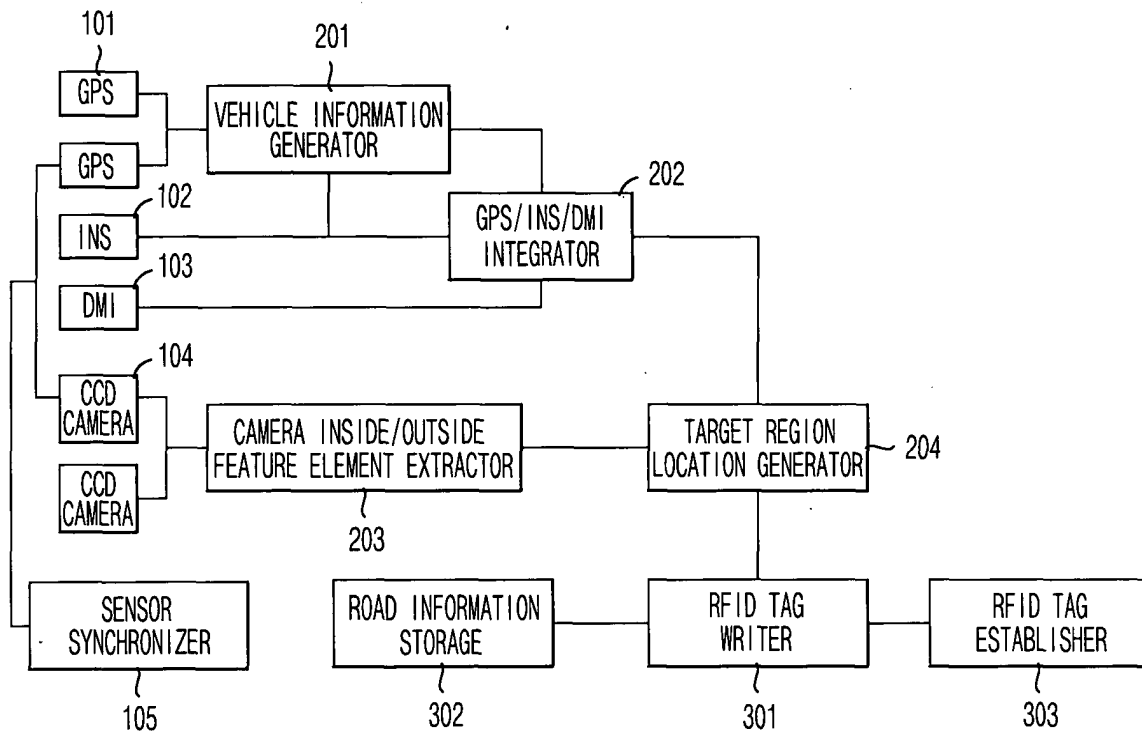 101
GPS
201
VEHICLE INFORMATION
GENERATOR
GPS
102
INS
202
GPS/INS/DMI
INTEGRATOR
103
DMI
104
CCD
CAMERA
CAMERA INSIDE/OUTSIDE
FEATURE ELEMENT EXTRACTOR
203
TARGET REGION
LOCATION GENERATOR
204
CCD
CAMERA
SENSOR
SYNCHRONIZER
105
ROAD INFORMATION
STORAGE
302
RFID TAG
WRITER
301
RFID TAG
ESTABLISHER
303